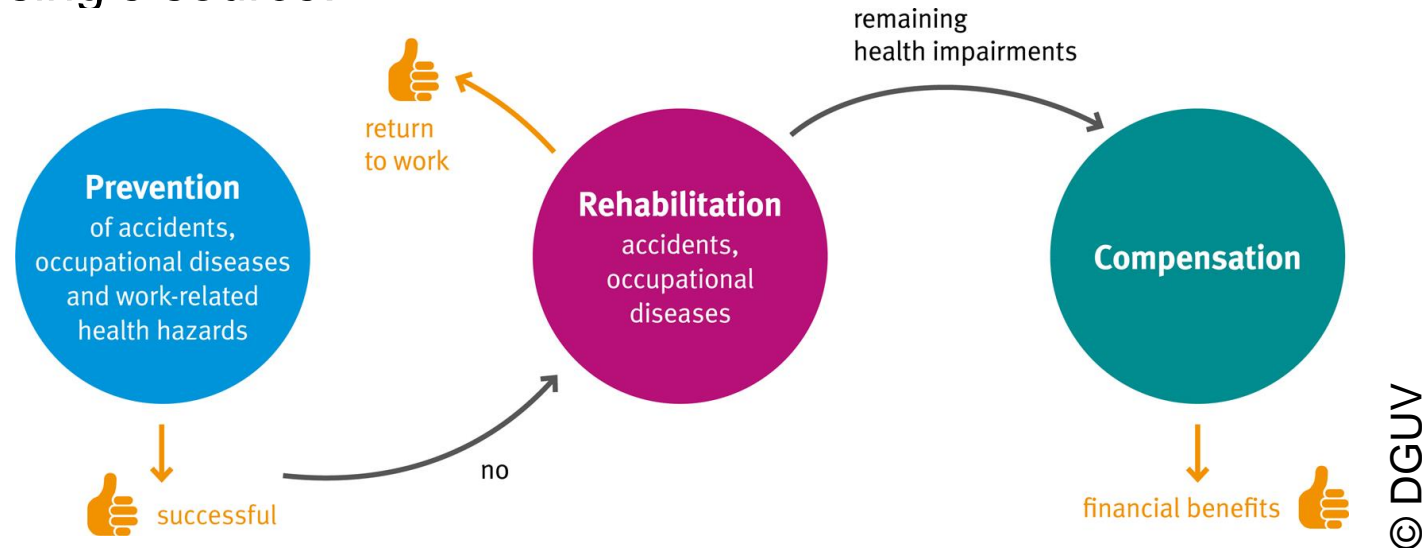 remaining
health impairments
return
to work
Prevention
of accidents,
occupational diseases
and work-related
health hazards
Rehabilitation
accidents,
occupational
diseases
Compensation
no
successful
financial benefits
© DGUV